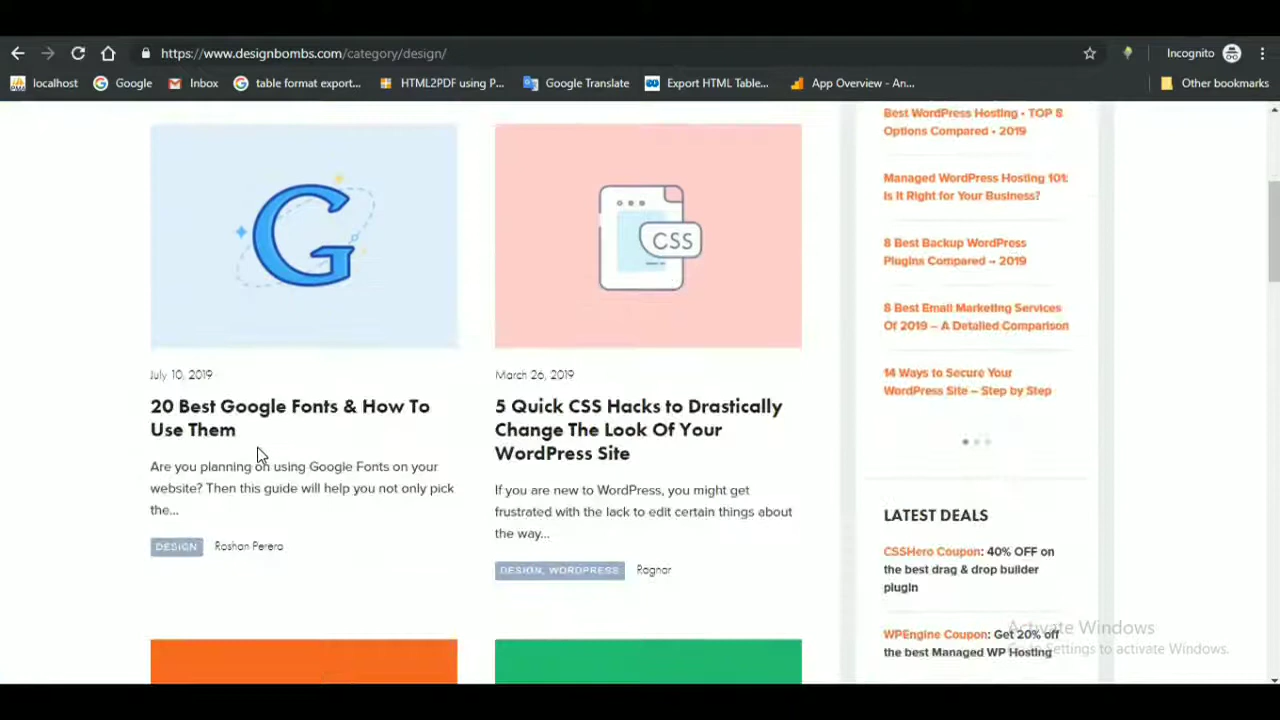 https://www.designbombs.com/category/design/
Incognito
localhost
Google
Inbox
table format export...
HTML2PDF using P...
Google Translate
Export HTML Table...
App Overview - An...
Other bookmarks
G
CSS
July 10, 2019
20 Best Google Fonts & How To
Use Them
Are you planning on using Google Fonts on your
website? Then this guide will help you not only pick
the...
DESIGN Roshan Perera
March 26, 2019
5 Quick CSS Hacks to Drastically
Change The Look Of Your
WordPress Site
If you are new to WordPress, you might get
frustrated with the lack to edit certain things about
the way...
DESIGN, WORDPRESS Ragnar
Best WordPress Hosting • TOP 8
Options Compared • 2019
Managed WordPress Hosting 101:
Is It Right for Your Business?
8 Best Backup WordPress
Plugins Compared – 2019
8 Best Email Marketing Services
Of 2019 – A Detailed Comparison
14 Ways to Secure Your
WordPress Site – Step by Step
LATEST DEALS
CSSHero Coupon: 40% OFF on
the best drag & drop builder
plugin
WPEngine Coupon: Get 20% off
the best Managed WP Hosting
Activate Windows
Go to Settings to activate Windows.